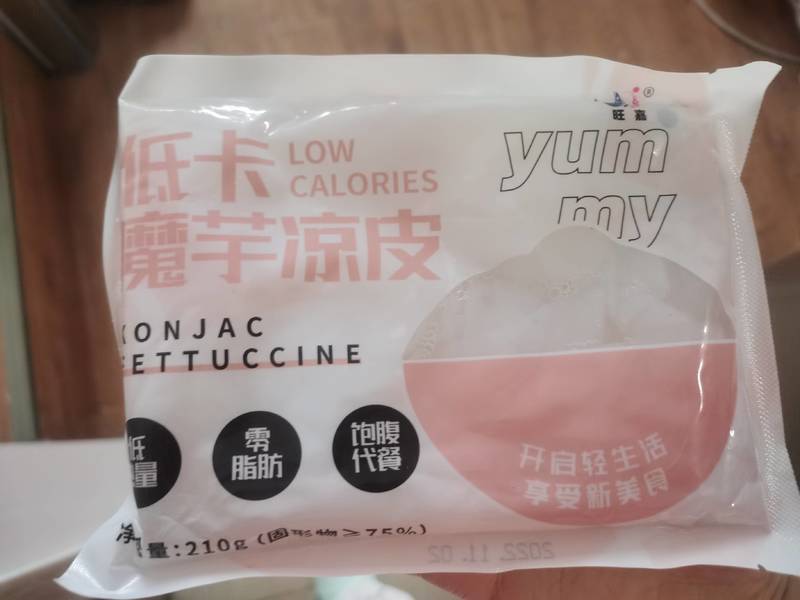 旺嘉
®
yum
my
低卡
LOW
CALORIES
魔芋凉皮
KONJAC
FETTUCCINE
低
量
零
脂肪
饱腹
代餐
开启轻生活
享受新美食
净含量:210g(固形物≥75%)
2022.11.02